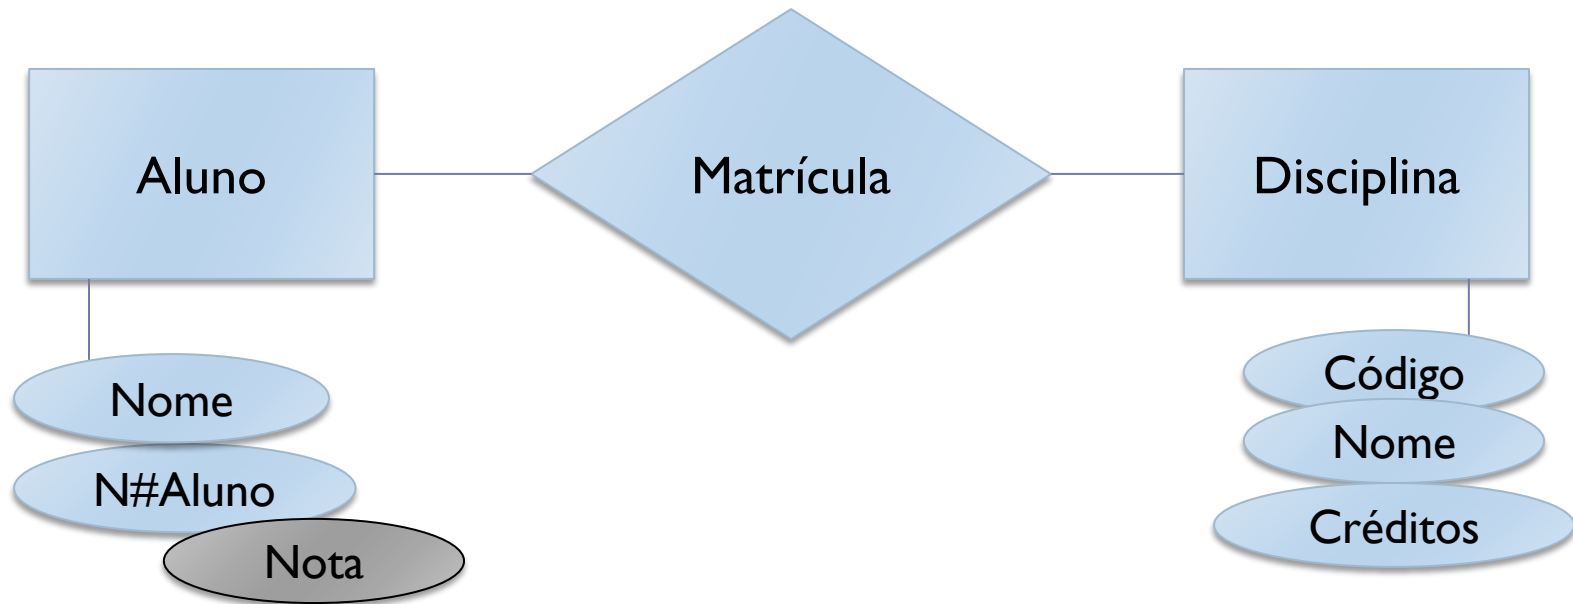 Aluno
Matrícula
Disciplina
Nome
N#Aluno
Nota
Código
Nome
Créditos